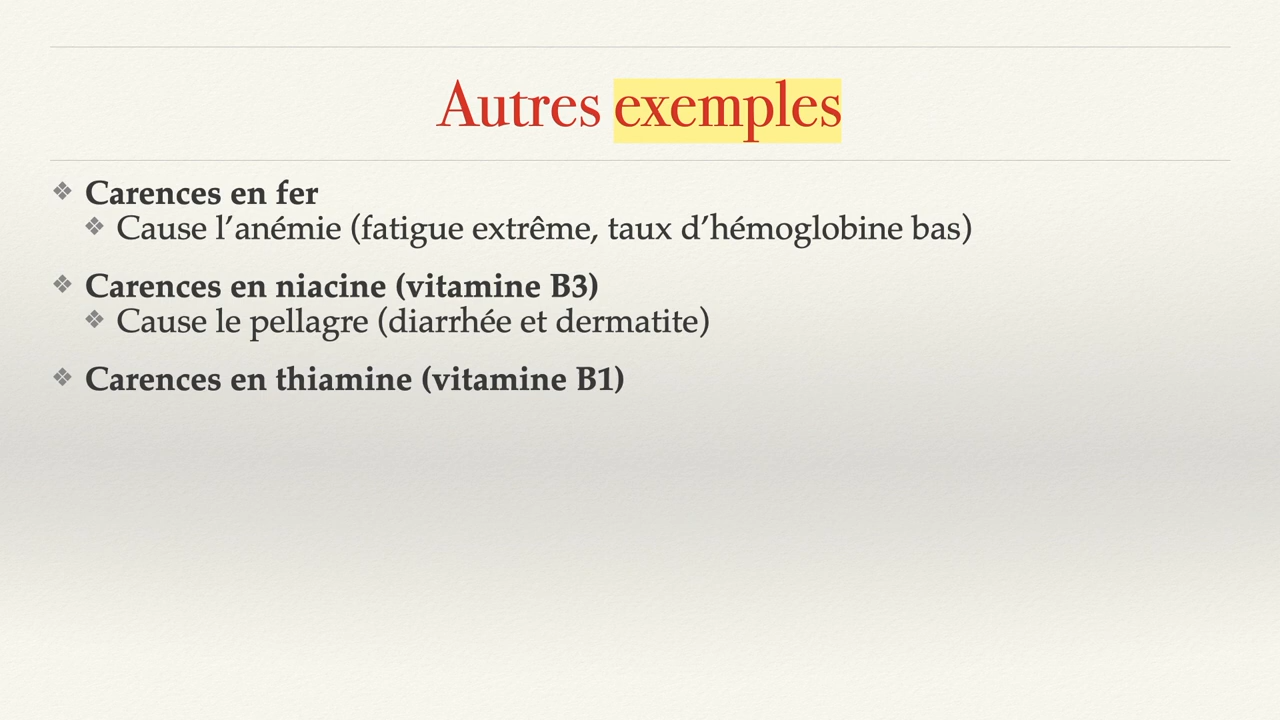 Autres exemples
❖ Carences en fer
❖ Cause l’anémie (fatigue extrême, taux d’hémoglobine bas)
❖ Carences en niacine (vitamine B3)
❖ Cause le pellagre (diarrhée et dermatite)
❖ Carences en thiamine (vitamine B1)